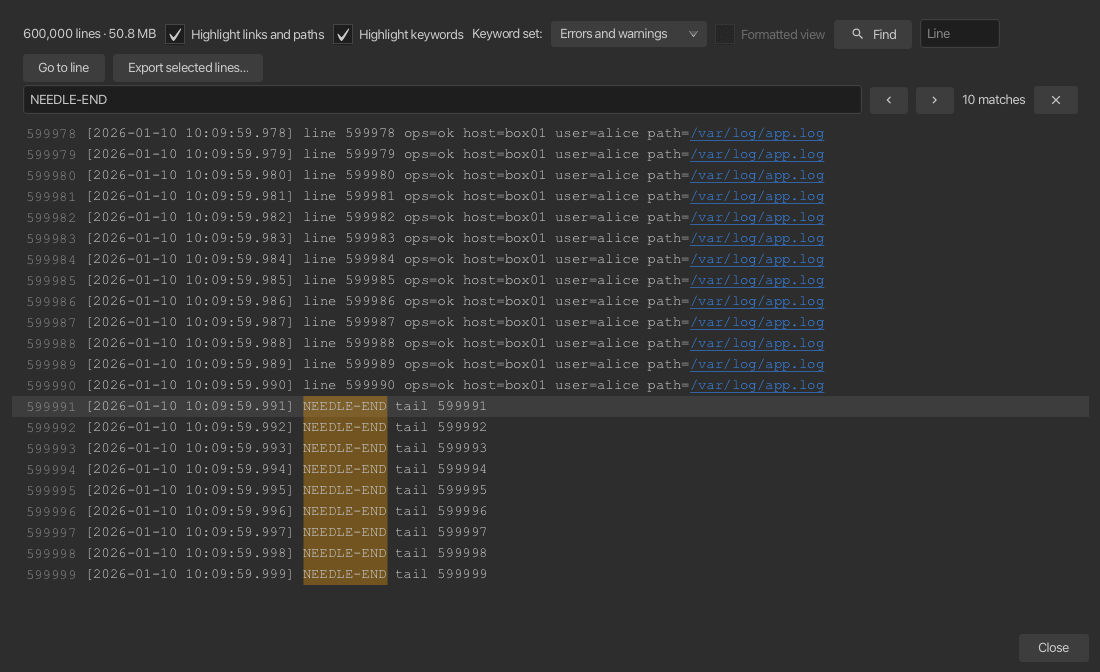 600,000 lines · 50.8 MB Highlight links and paths Highlight keywords Keyword set: Errors and warnings Formatted view Find Line
Go to line Export selected lines...
NEEDLE-END 10 matches
599978 [2026-01-10 10:09:59.978] line 599978 ops=ok host=box01 user=alice path=/var/log/app.log
599979 [2026-01-10 10:09:59.979] line 599979 ops=ok host=box01 user=alice path=/var/log/app.log
599980 [2026-01-10 10:09:59.980] line 599980 ops=ok host=box01 user=alice path=/var/log/app.log
599981 [2026-01-10 10:09:59.981] line 599981 ops=ok host=box01 user=alice path=/var/log/app.log
599982 [2026-01-10 10:09:59.982] line 599982 ops=ok host=box01 user=alice path=/var/log/app.log
599983 [2026-01-10 10:09:59.983] line 599983 ops=ok host=box01 user=alice path=/var/log/app.log
599984 [2026-01-10 10:09:59.984] line 599984 ops=ok host=box01 user=alice path=/var/log/app.log
599985 [2026-01-10 10:09:59.985] line 599985 ops=ok host=box01 user=alice path=/var/log/app.log
599986 [2026-01-10 10:09:59.986] line 599986 ops=ok host=box01 user=alice path=/var/log/app.log
599987 [2026-01-10 10:09:59.987] line 599987 ops=ok host=box01 user=alice path=/var/log/app.log
599988 [2026-01-10 10:09:59.988] line 599988 ops=ok host=box01 user=alice path=/var/log/app.log
599989 [2026-01-10 10:09:59.989] line 599989 ops=ok host=box01 user=alice path=/var/log/app.log
599990 [2026-01-10 10:09:59.990] line 599990 ops=ok host=box01 user=alice path=/var/log/app.log
599991 [2026-01-10 10:09:59.991] NEEDLE-END tail 599991
599992 [2026-01-10 10:09:59.992] NEEDLE-END tail 599992
599993 [2026-01-10 10:09:59.993] NEEDLE-END tail 599993
599994 [2026-01-10 10:09:59.994] NEEDLE-END tail 599994
599995 [2026-01-10 10:09:59.995] NEEDLE-END tail 599995
599996 [2026-01-10 10:09:59.996] NEEDLE-END tail 599996
599997 [2026-01-10 10:09:59.997] NEEDLE-END tail 599997
599998 [2026-01-10 10:09:59.998] NEEDLE-END tail 599998
599999 [2026-01-10 10:09:59.999] NEEDLE-END tail 599999
Close